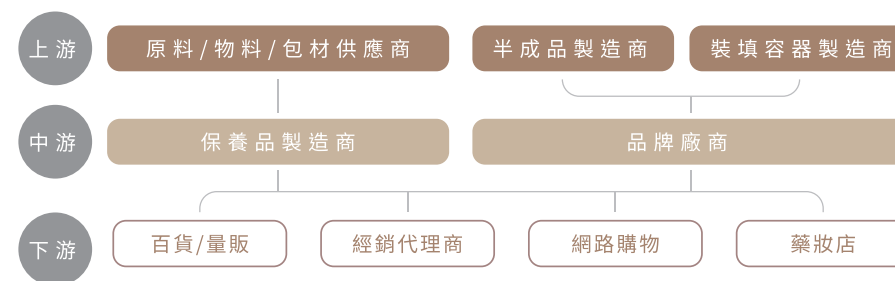 上游
原料/物料/包材供應商
半成品製造商
裝填容器製造商
中游
保養品製造商
品牌廠商
下游
百貨/量販
經銷代理商
網路購物
藥妝店